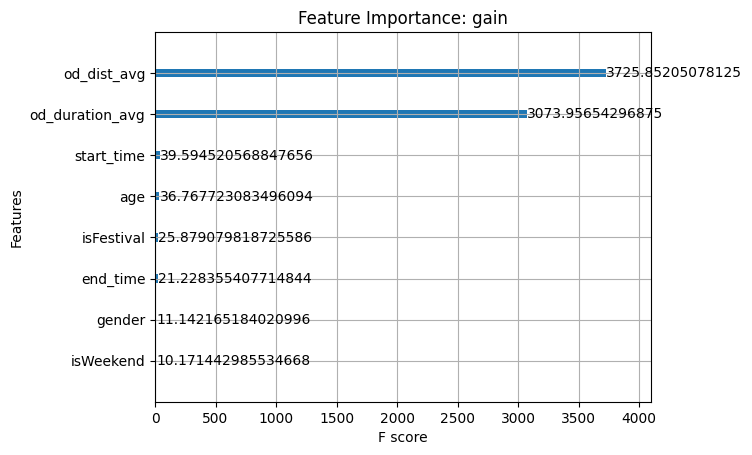 Feature Importance: gain
od_dist_avg 3725.85205078125
od_duration_avg 3073.95654296875
start_time 39.594520568847656
age 36.767723083496094
isFestival 25.879079818725586
end_time 21.228355407714844
gender 11.142165184020996
isWeekend 10.171442985534668
Features
0 500 1000 1500 2000 2500 3000 3500 4000
F score